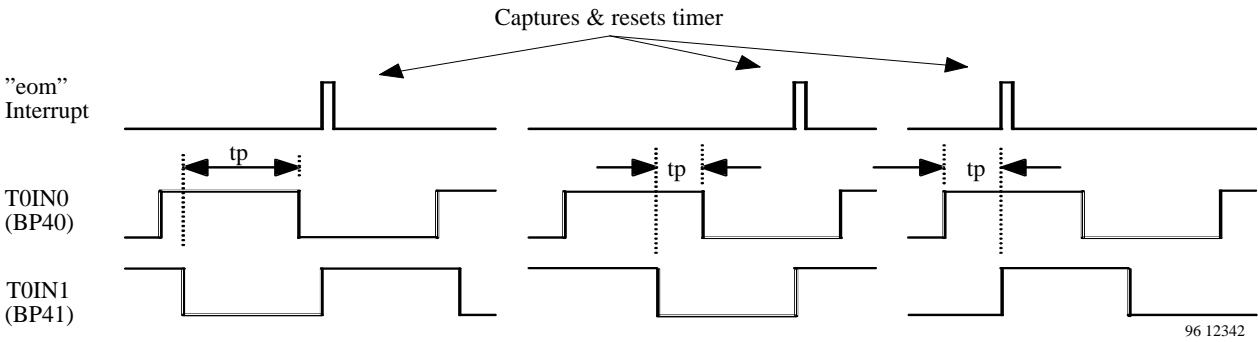 Captures & resets timer
”eom”
Interrupt
tp
tp
tp
T0IN0
(BP40)
T0IN1
(BP41)
96 12342